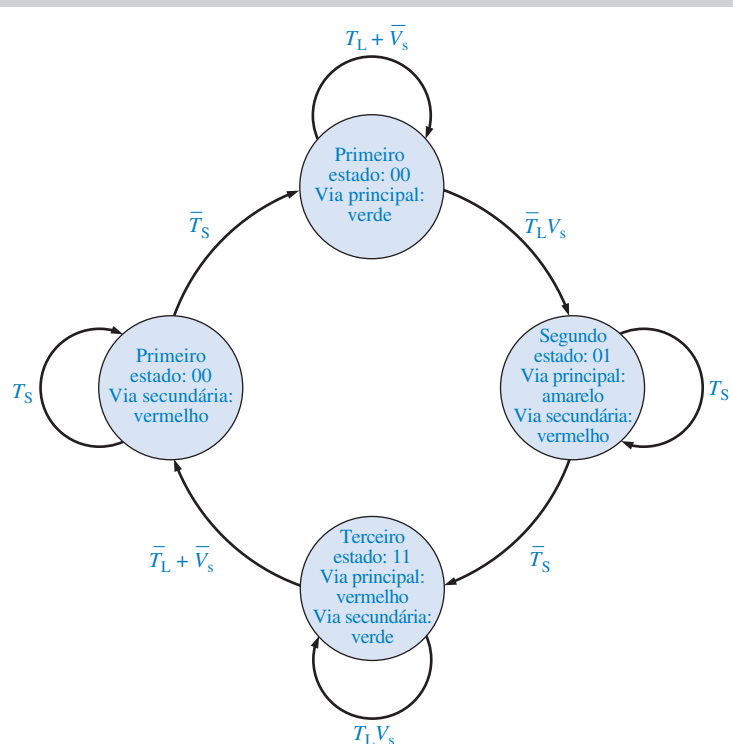 T_L + V̅_s
Primeiro
estado: 00
Via principal:
verde
T̅_S
T̅_L V_s
Primeiro
estado: 00
Via secundária:
vermelho
T_S
Segundo
estado: 01
Via principal:
amarelo
Via secundária:
vermelho
T_S
T̅_L + V̅_s
T̅_S
Terceiro
estado: 11
Via principal:
vermelho
Via secundária:
verde
T_L V_s